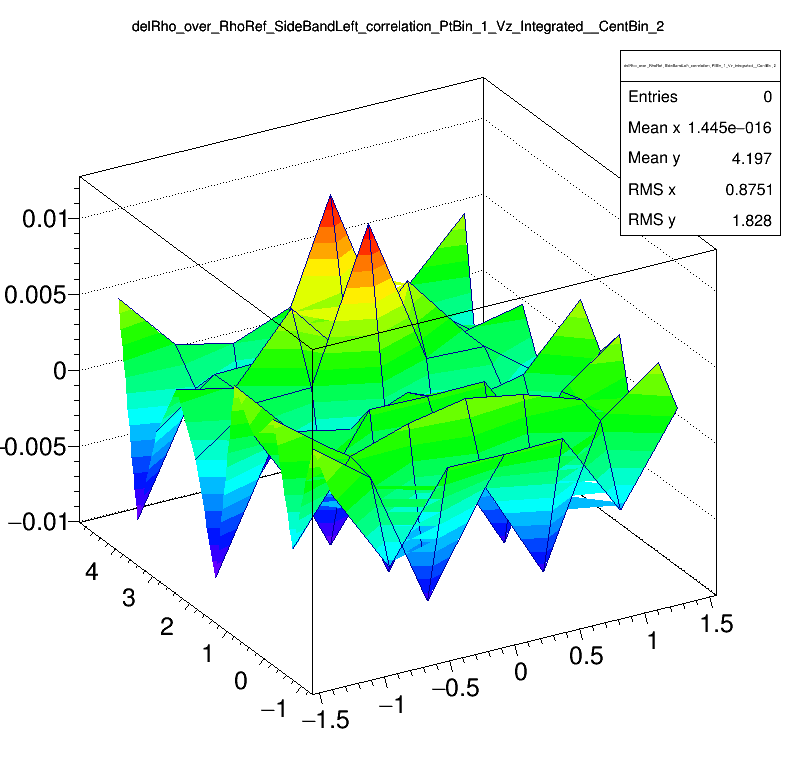 delRho_over_RhoRef_SideBandLeft_correlation_PtBin_1_Vz_Integrated__CentBin_2
delRho_over_RhoRef_SideBandLeft_correlation_PtBin_1_Vz_Integrated__CentBin_2
Entries 0
Mean x 1.445e−016
Mean y 4.197
RMS x 0.8751
RMS y 1.828
0.01
0.005
0
−0.005
−0.01
4
3
2
1
0
−1
−1.5
−1
−0.5
0
0.5
1
1.5